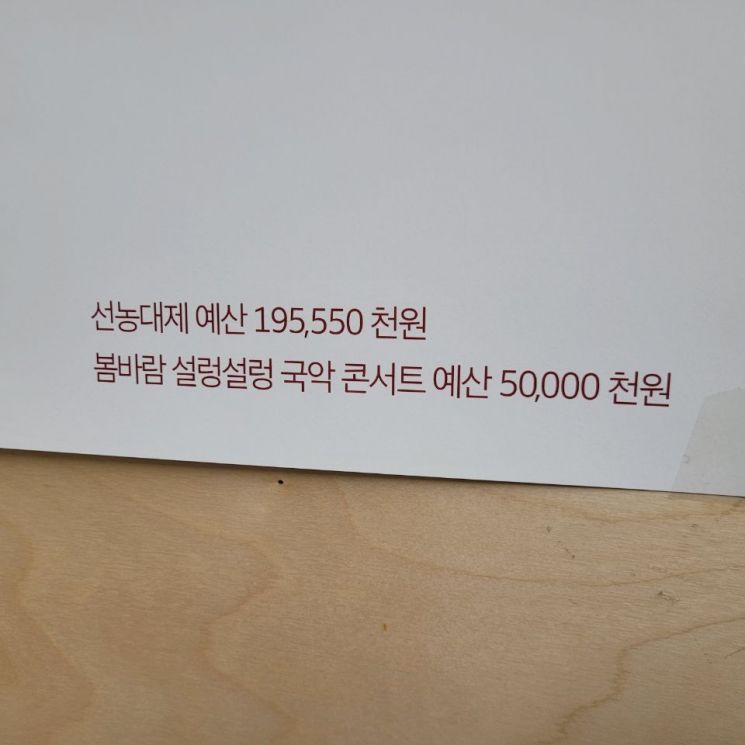 선농대제 예산 195,550 천원
봄바람 설렁설렁 국악 콘서트 예산 50,000 천원